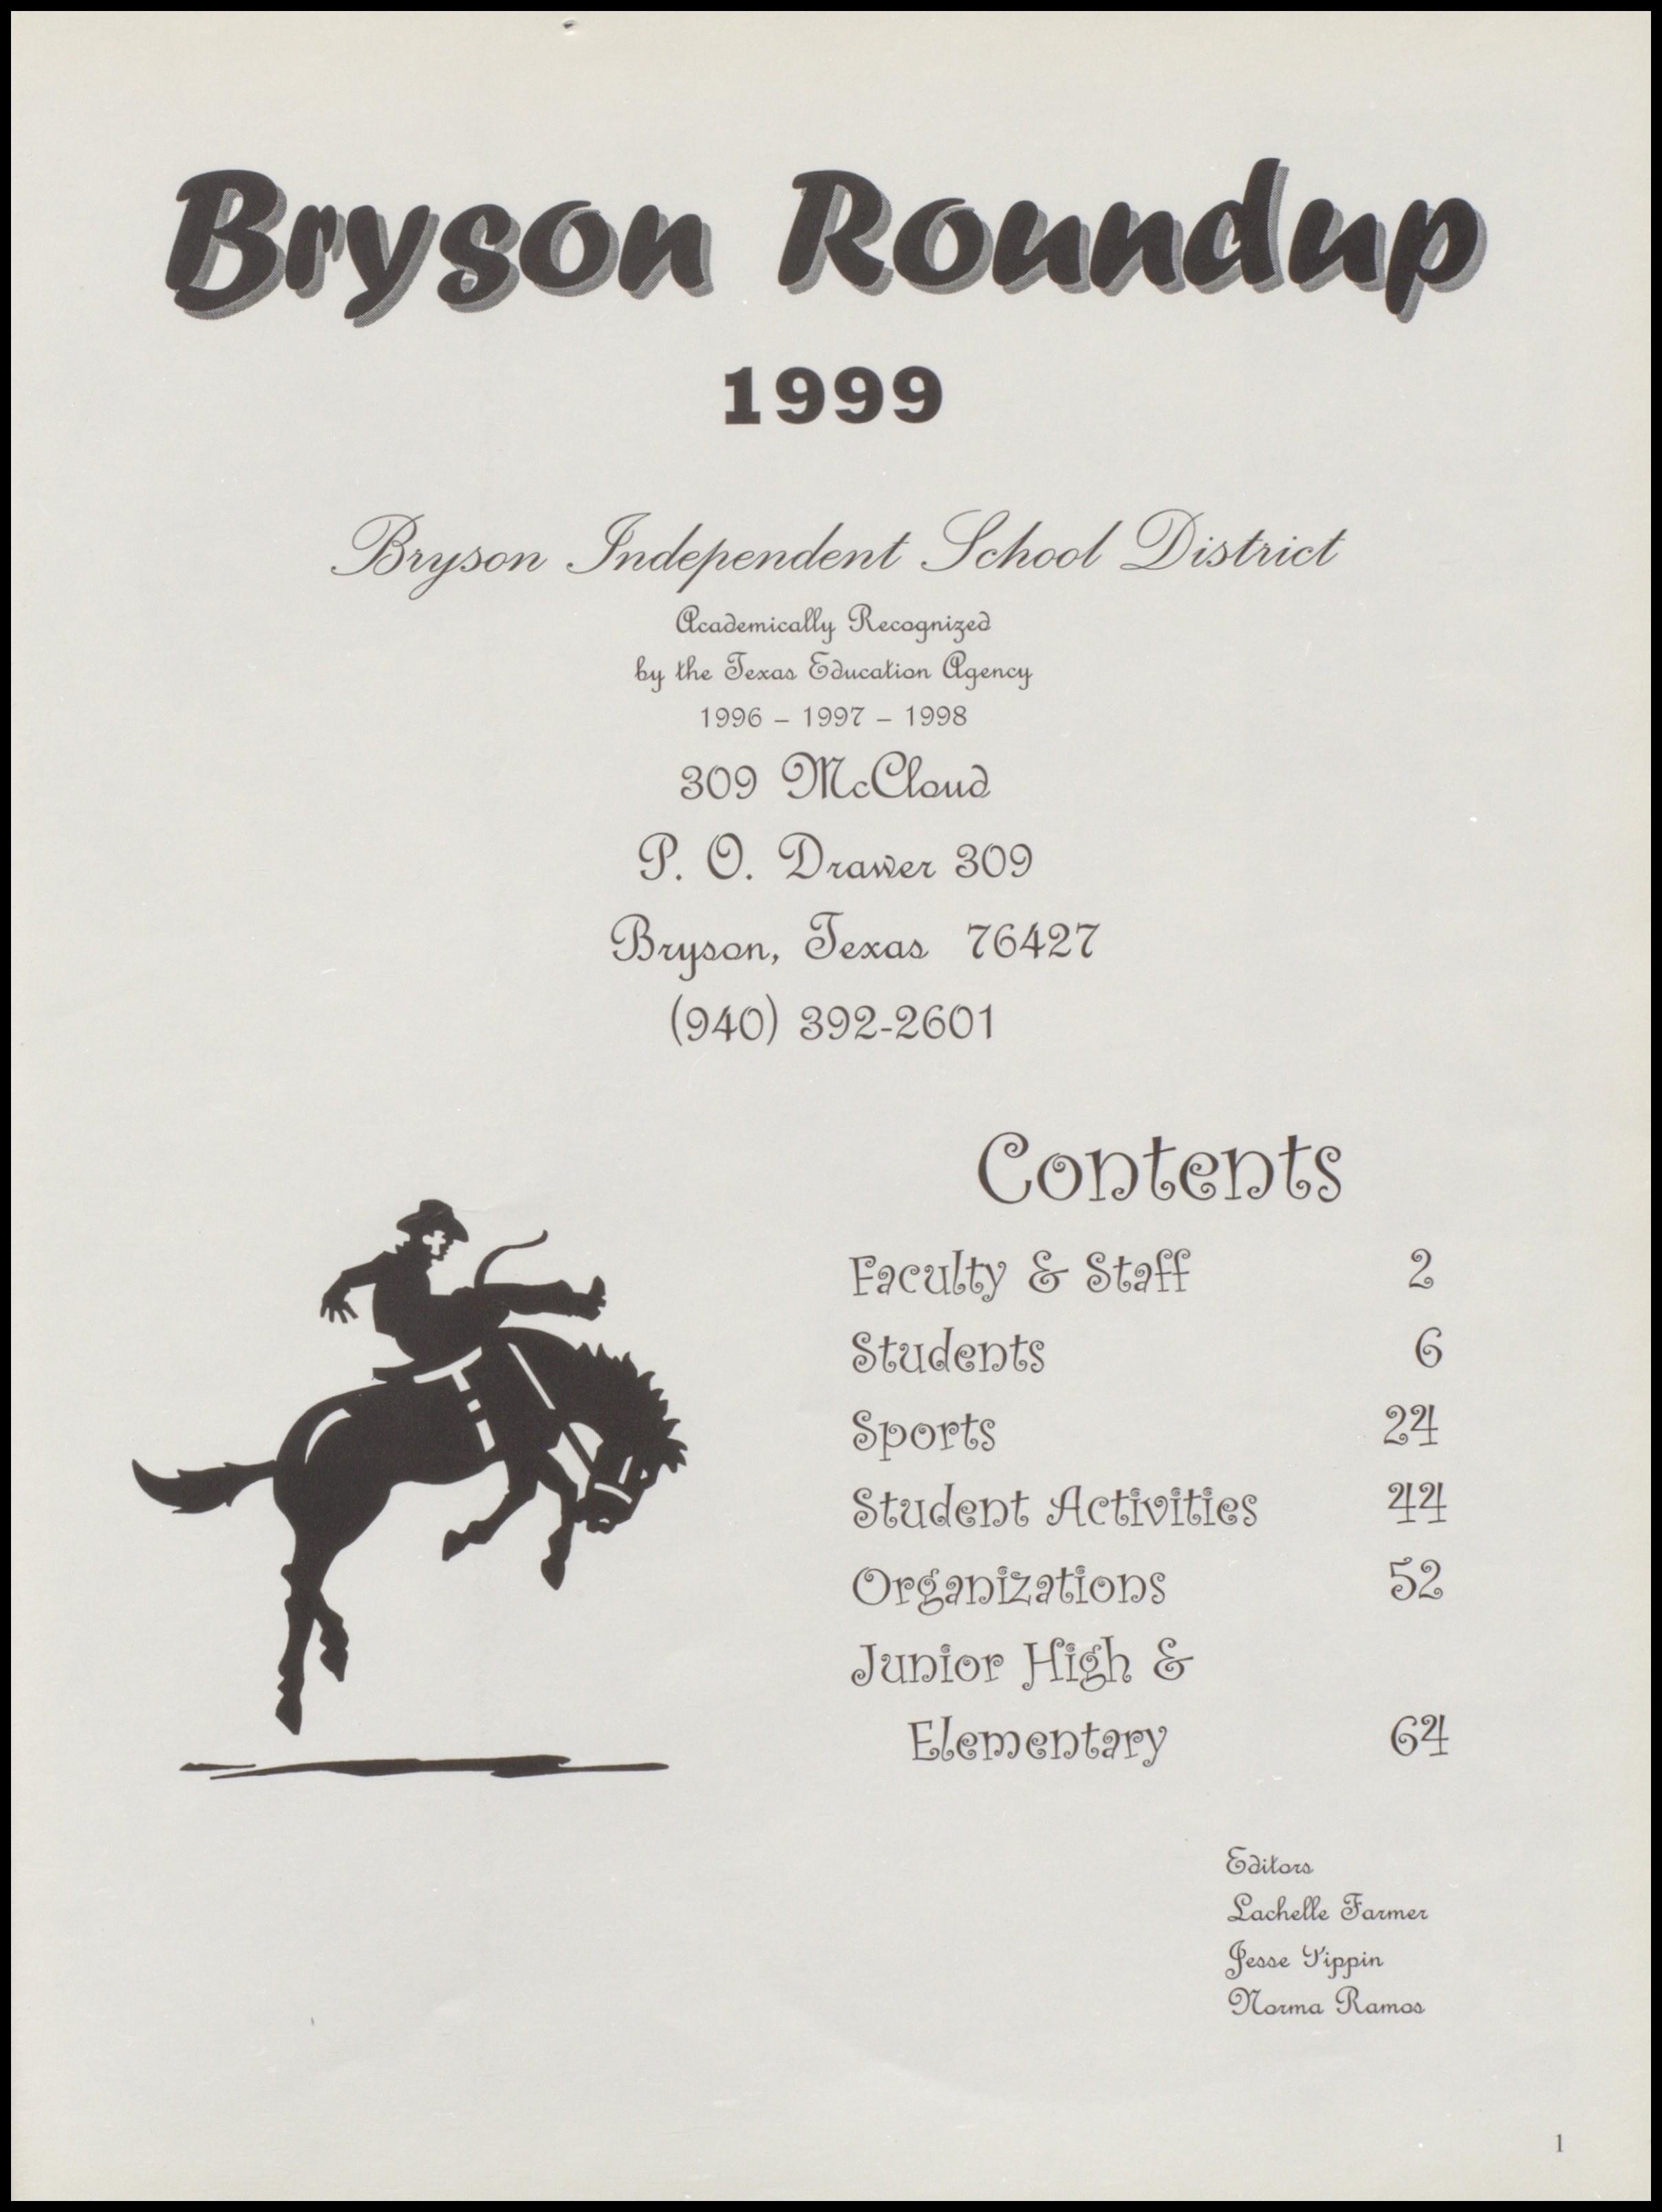 Bryson Roundup
1999
Bryson Independent School District
Academically Recognized
by the Texas Education Agency
1996 – 1997 – 1998
309 McCloud
P. O. Drawer 309
Bryson, Texas 76427
(940) 392-2601
Contents
Faculty & Staff 2
Students 6
Sports 24
Student Activities 44
Organizations 52
Junior High &
Elementary 64
Editors
Lachelle Farmer
Jesse Tippin
Norma Ramos
1